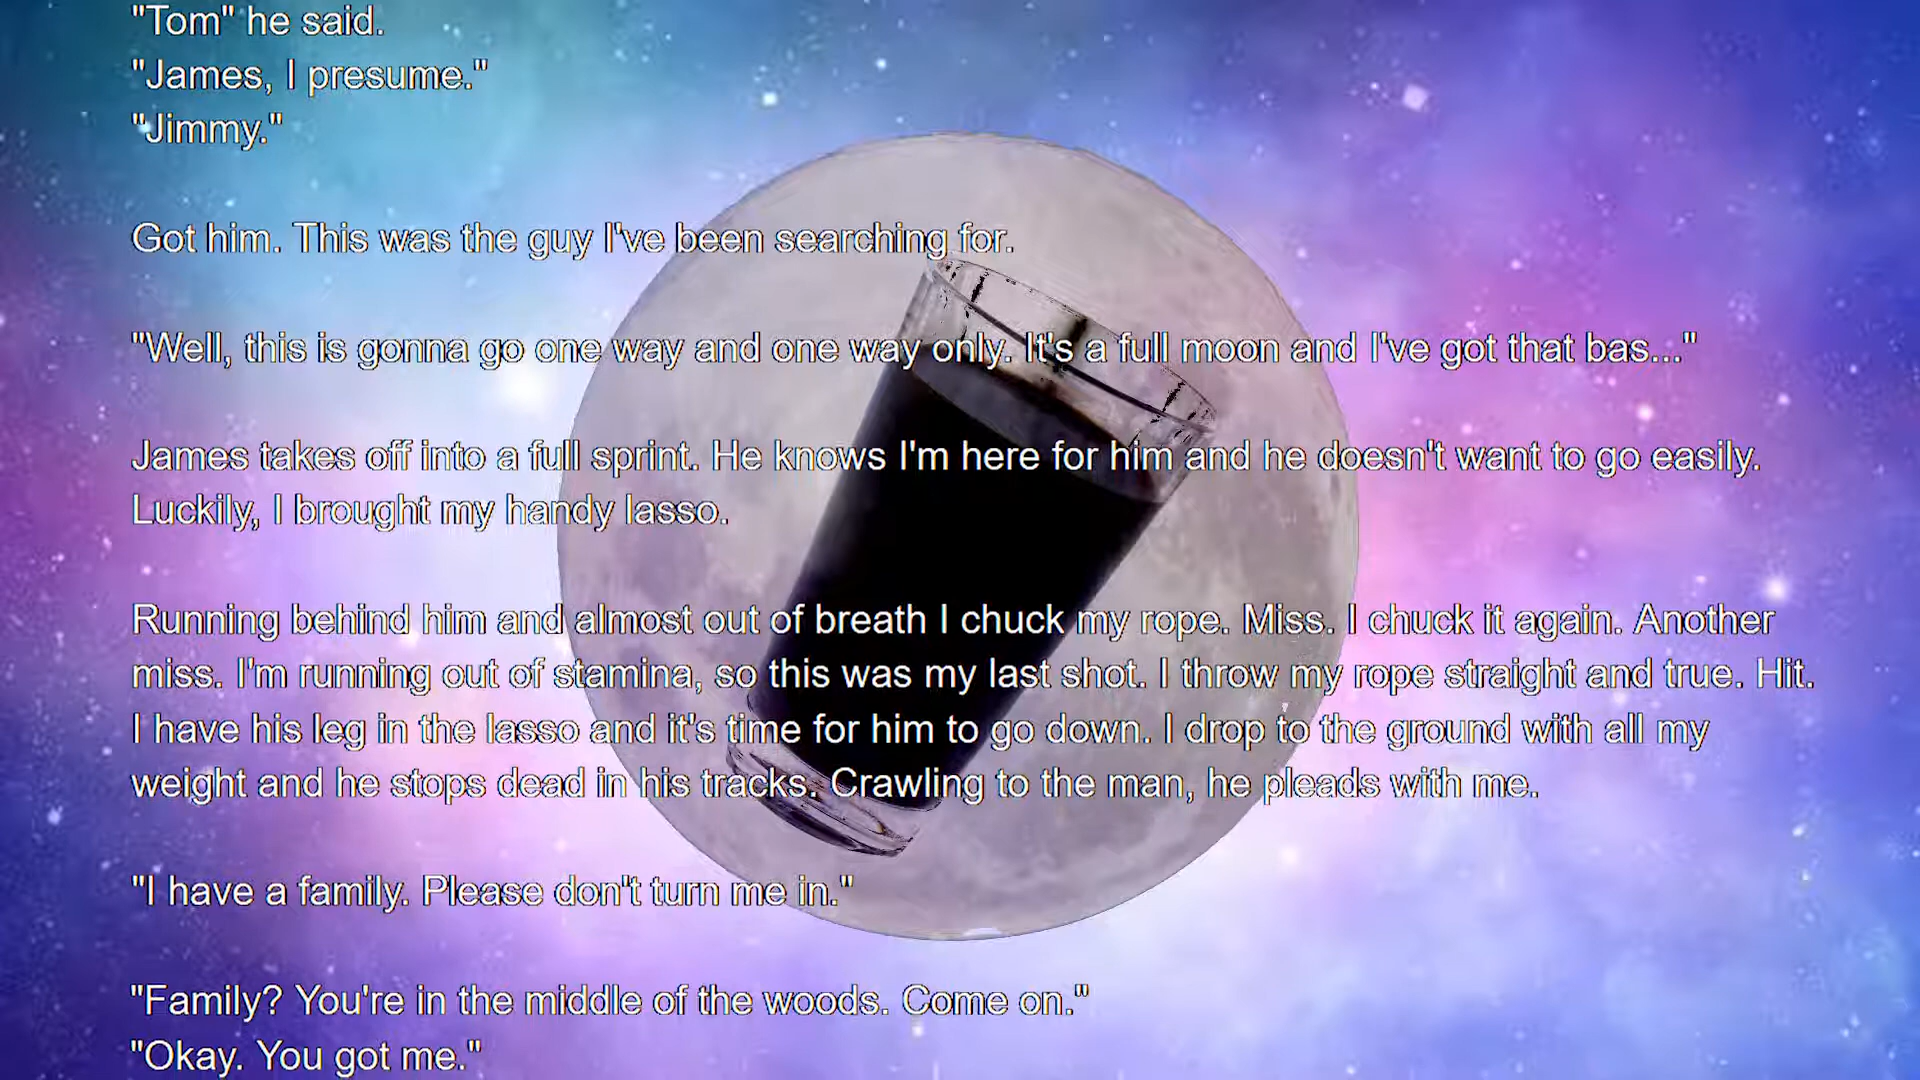 "Tom" he said.
"James, I presume."
"Jimmy."
Got him. This was the guy I've been searching for.
"Well, this is gonna go one way and one way only. It's a full moon and I've got that bas..."
James takes off into a full sprint. He knows I'm here for him and he doesn't want to go easily.
Luckily, I brought my handy lasso.
Running behind him and almost out of breath I chuck my rope. Miss. I chuck it again. Another
miss. I'm running out of stamina, so this was my last shot. I throw my rope straight and true. Hit.
I have his leg in the lasso and it's time for him to go down. I drop to the ground with all my
weight and he stops dead in his tracks. Crawling to the man, he pleads with me.
"I have a family. Please don't turn me in."
"Family? You're in the middle of the woods. Come on."
"Okay. You got me."